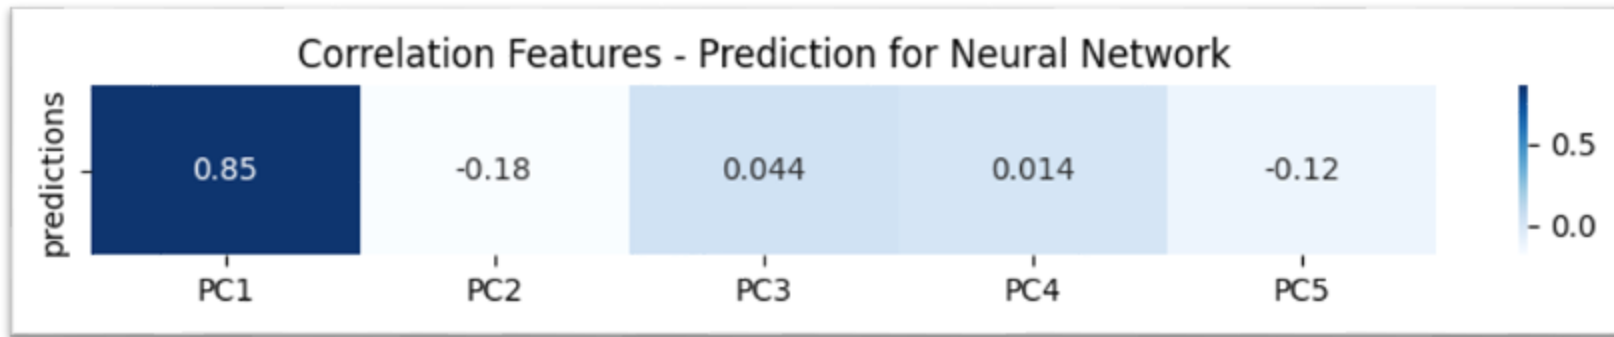 Correlation Features - Prediction for Neural Network
predictions
0.85 -0.18 0.044 0.014 -0.12
PC1 PC2 PC3 PC4 PC5
0.5
0.0